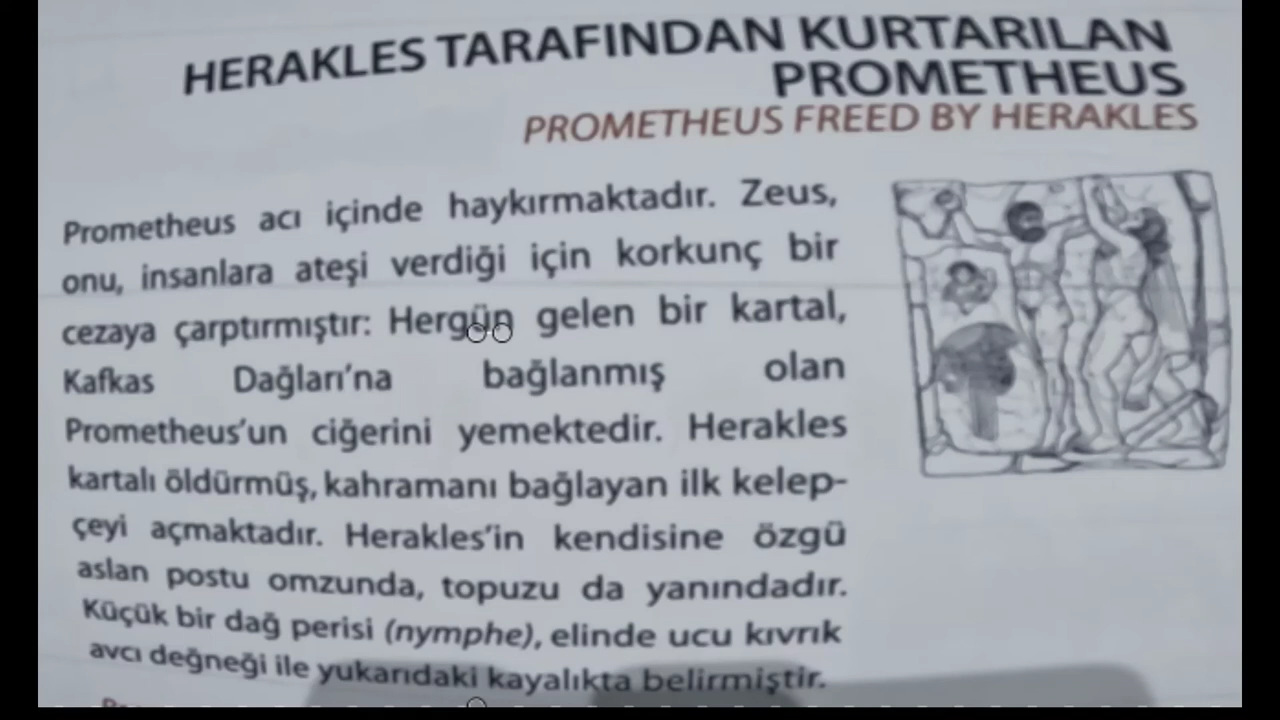 HERAKLES TARAFINDAN KURTARILAN
PROMETHEUS
PROMETHEUS FREED BY HERAKLES
Prometheus acı içinde haykırmaktadır. Zeus,
onu, insanlara ateşi verdiği için korkunç bir
cezaya çarptırmıştır: Hergün gelen bir kartal,
Kafkas Dağları'na bağlanmış olan
Prometheus'un ciğerini yemektedir. Herakles
kartalı öldürmüş, kahramanı bağlayan ilk kelep-
çeyi açmaktadır. Herakles'in kendisine özgü
aslan postu omzunda, topuzu da yanındadır.
Küçük bir dağ perisi (nymphe), elinde ucu kıvrık
avcı değneği ile yukarıdaki kayalıkta belirmiştir.